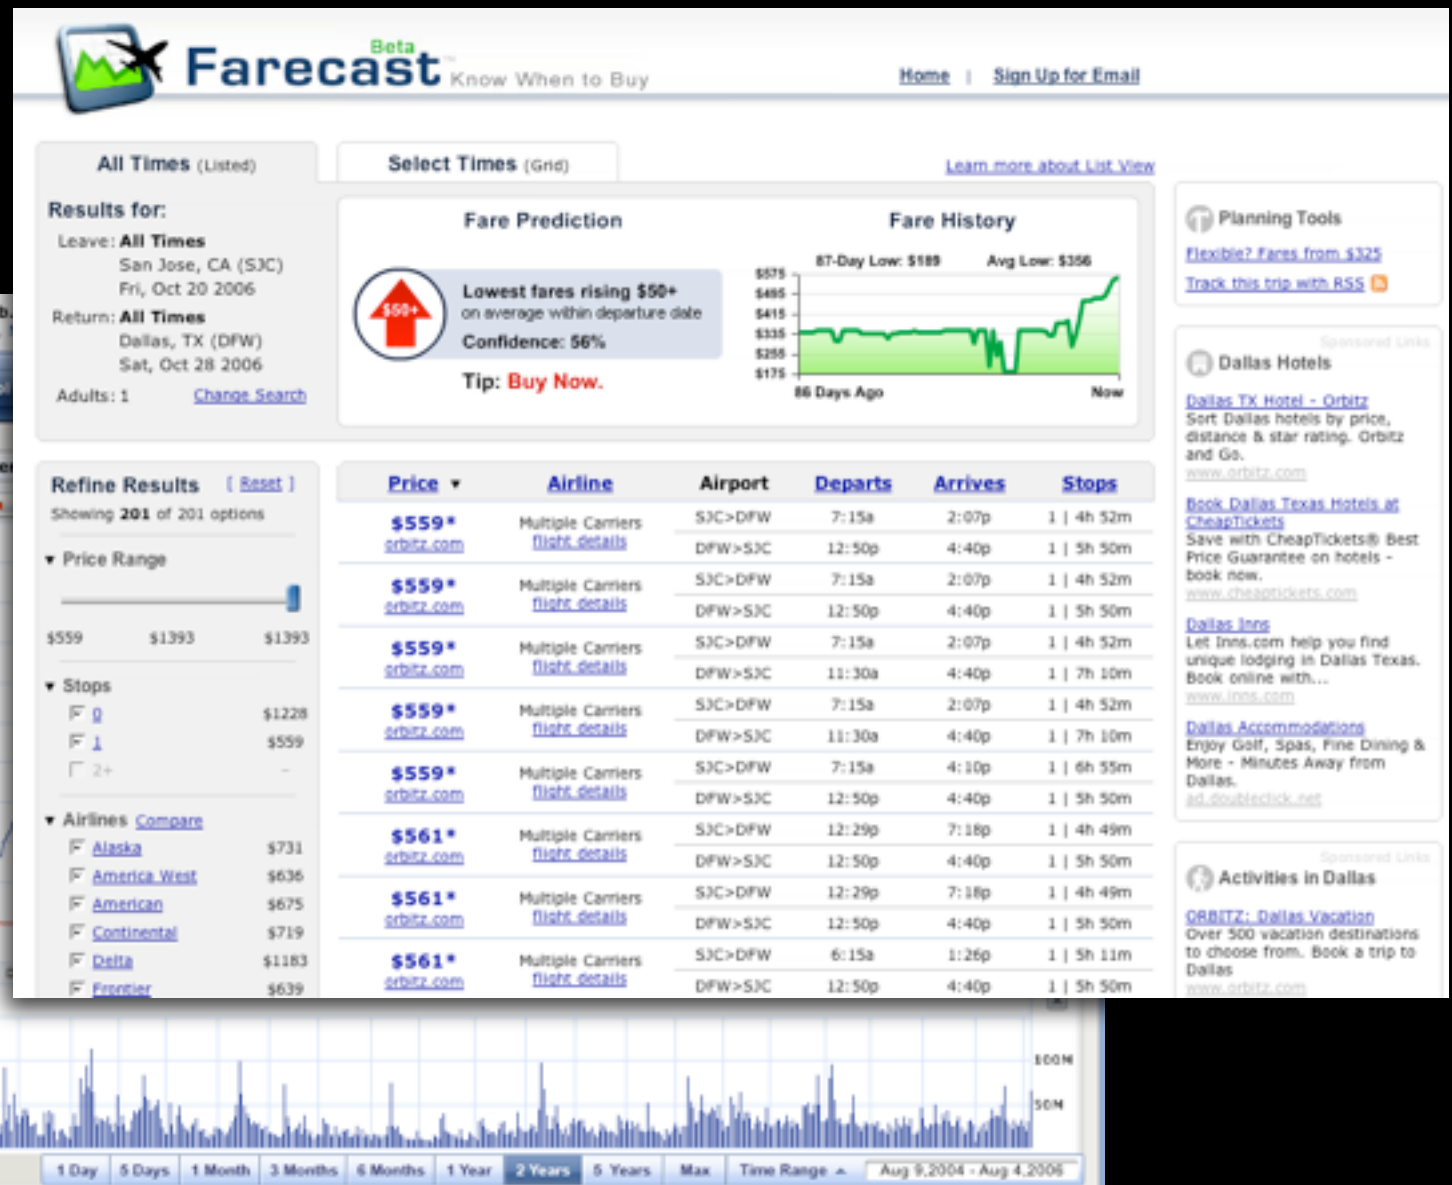 Beta
Farecast Know When to Buy
Home | Sign Up for Email
All Times (Listed)
Select Times (Grid)
Learn more about List View
Results for:
Leave: All Times
San Jose, CA (SJC)
Fri, Oct 20 2006
Return: All Times
Dallas, TX (DFW)
Sat, Oct 28 2006
Adults: 1 Change Search
Fare Prediction
$50+
Lowest fares rising $50+
on average within departure date
Confidence: 56%
Tip: Buy Now.
Fare History
87-Day Low: $189 Avg Low: $356
$575
$495
$415
$335
$255
$175
86 Days Ago Now
Planning Tools
Flexible? Fares from $325
Track this trip with RSS
Sponsored Links
Dallas Hotels
Dallas TX Hotel - Orbitz
Sort Dallas hotels by price,
distance & star rating. Orbitz
and Go.
www.orbitz.com
Book Dallas Texas Hotels at
CheapTickets
Save with CheapTickets® Best
Price Guarantee on hotels -
book now.
www.cheaptickets.com
Dallas Inns
Let Inns.com help you find
unique lodging in Dallas Texas.
Book online with...
www.inns.com
Dallas Accommodations
Enjoy Golf, Spas, Fine Dining &
More - Minutes Away from
Dallas.
ad.doubleclick.net
Sponsored Links
Activities in Dallas
ORBITZ: Dallas Vacation
Over 500 vacation destinations
to choose from. Book a trip to
Dallas
www.orbitz.com
Refine Results [ Reset ]
Showing 201 of 201 options
Price Range
$559 $1393 $1393
Stops
0 $1228
1 $559
2+ –
Airlines Compare
Alaska $731
America West $636
American $675
Continental $719
Delta $1183
Frontier $639
Price Airline Airport Departs Arrives Stops
$559* Multiple Carriers SJC>DFW 7:15a 2:07p 1 | 4h 52m
orbitz.com flight details DFW>SJC 12:50p 4:40p 1 | 5h 50m
$559* Multiple Carriers SJC>DFW 7:15a 2:07p 1 | 4h 52m
orbitz.com flight details DFW>SJC 12:50p 4:40p 1 | 5h 50m
$559* Multiple Carriers SJC>DFW 7:15a 2:07p 1 | 4h 52m
orbitz.com flight details DFW>SJC 11:30a 4:40p 1 | 7h 10m
$559* Multiple Carriers SJC>DFW 7:15a 2:07p 1 | 4h 52m
orbitz.com flight details DFW>SJC 11:30a 4:40p 1 | 7h 10m
$559* Multiple Carriers SJC>DFW 7:15a 4:10p 1 | 6h 55m
orbitz.com flight details DFW>SJC 12:50p 4:40p 1 | 5h 50m
$561* Multiple Carriers SJC>DFW 12:29p 7:18p 1 | 4h 49m
orbitz.com flight details DFW>SJC 12:50p 4:40p 1 | 5h 50m
$561* Multiple Carriers SJC>DFW 12:29p 7:18p 1 | 4h 49m
orbitz.com flight details DFW>SJC 12:50p 4:40p 1 | 5h 50m
$561* Multiple Carriers SJC>DFW 6:15a 1:26p 1 | 5h 11m
orbitz.com flight details DFW>SJC 12:50p 4:40p 1 | 5h 50m
100M
50M
1 Day 5 Days 1 Month 3 Months 6 Months 1 Year 2 Years 5 Years Max Time Range Aug 9,2004 - Aug 4,2006